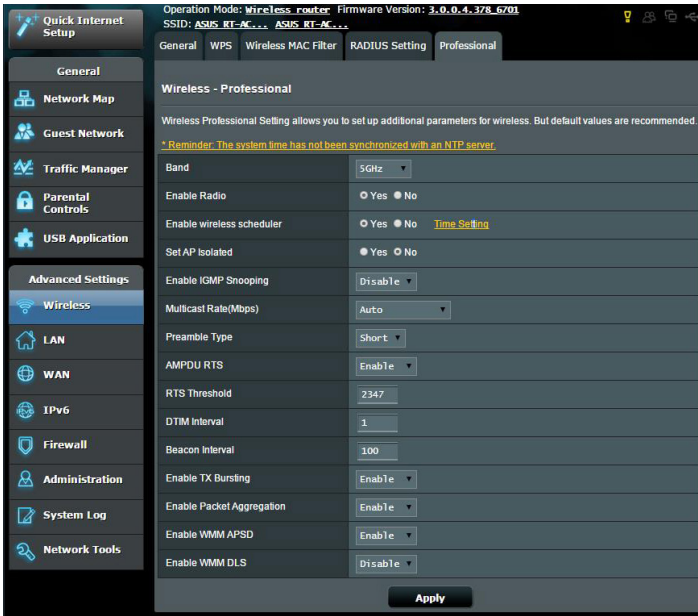 Quick Internet
Setup
General
Network Map
Guest Network
Traffic Manager
Parental
Controls
USB Application
Advanced Settings
Wireless
LAN
WAN
IPv6
Firewall
Administration
System Log
Network Tools
Operation Mode: Wireless router Firmware Version: 3.0.0.4.378_6701
SSID: ASUS RT-AC... ASUS RT-AC...
General WPS Wireless MAC Filter RADIUS Setting Professional
Wireless - Professional
Wireless Professional Setting allows you to set up additional parameters for wireless. But default values are recommended.
* Reminder: The system time has not been synchronized with an NTP server.
Band 5GHz
Enable Radio Yes No
Enable wireless scheduler Yes No Time Setting
Set AP Isolated Yes No
Enable IGMP Snooping Disable
Multicast Rate(Mbps) Auto
Preamble Type Short
AMPDU RTS Enable
RTS Threshold 2347
DTIM Interval 1
Beacon Interval 100
Enable TX Bursting Enable
Enable Packet Aggregation Enable
Enable WMM APSD Enable
Enable WMM DLS Disable
Apply